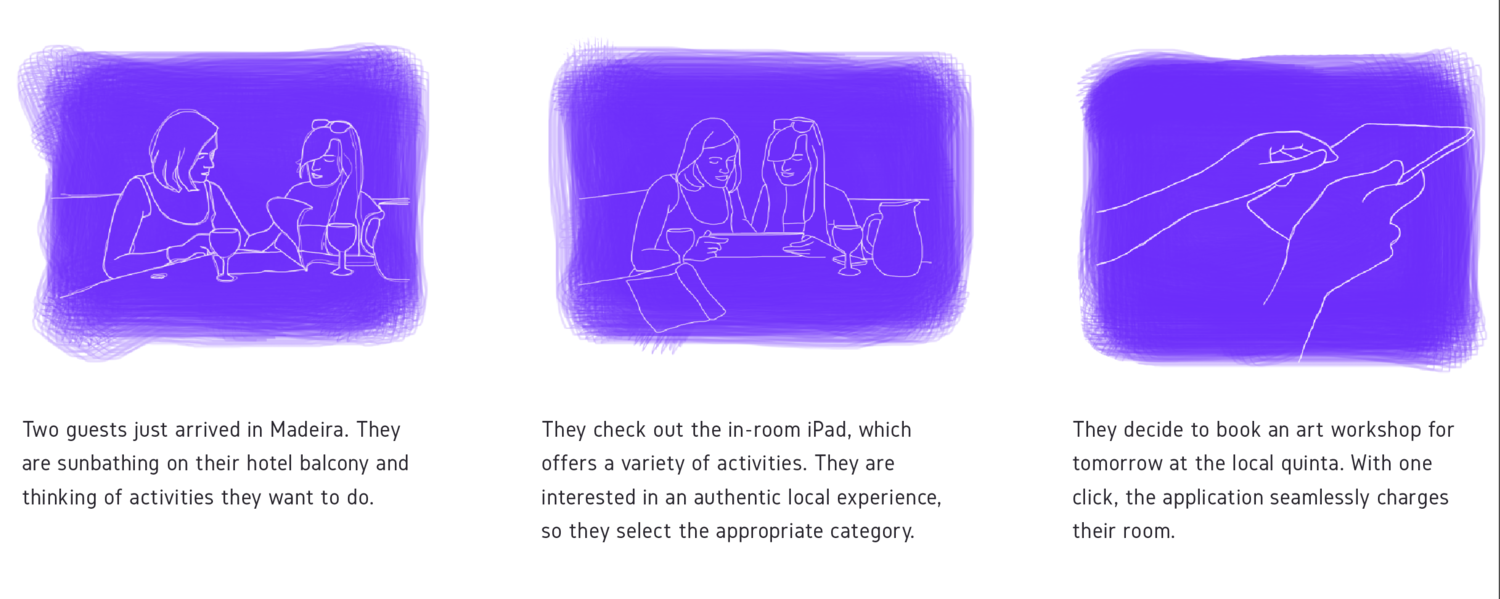 Two guests just arrived in Madeira. They
are sunbathing on their hotel balcony and
thinking of activities they want to do.
They check out the in-room iPad, which
offers a variety of activities. They are
interested in an authentic local experience,
so they select the appropriate category.
They decide to book an art workshop for
tomorrow at the local quinta. With one
click, the application seamlessly charges
their room.